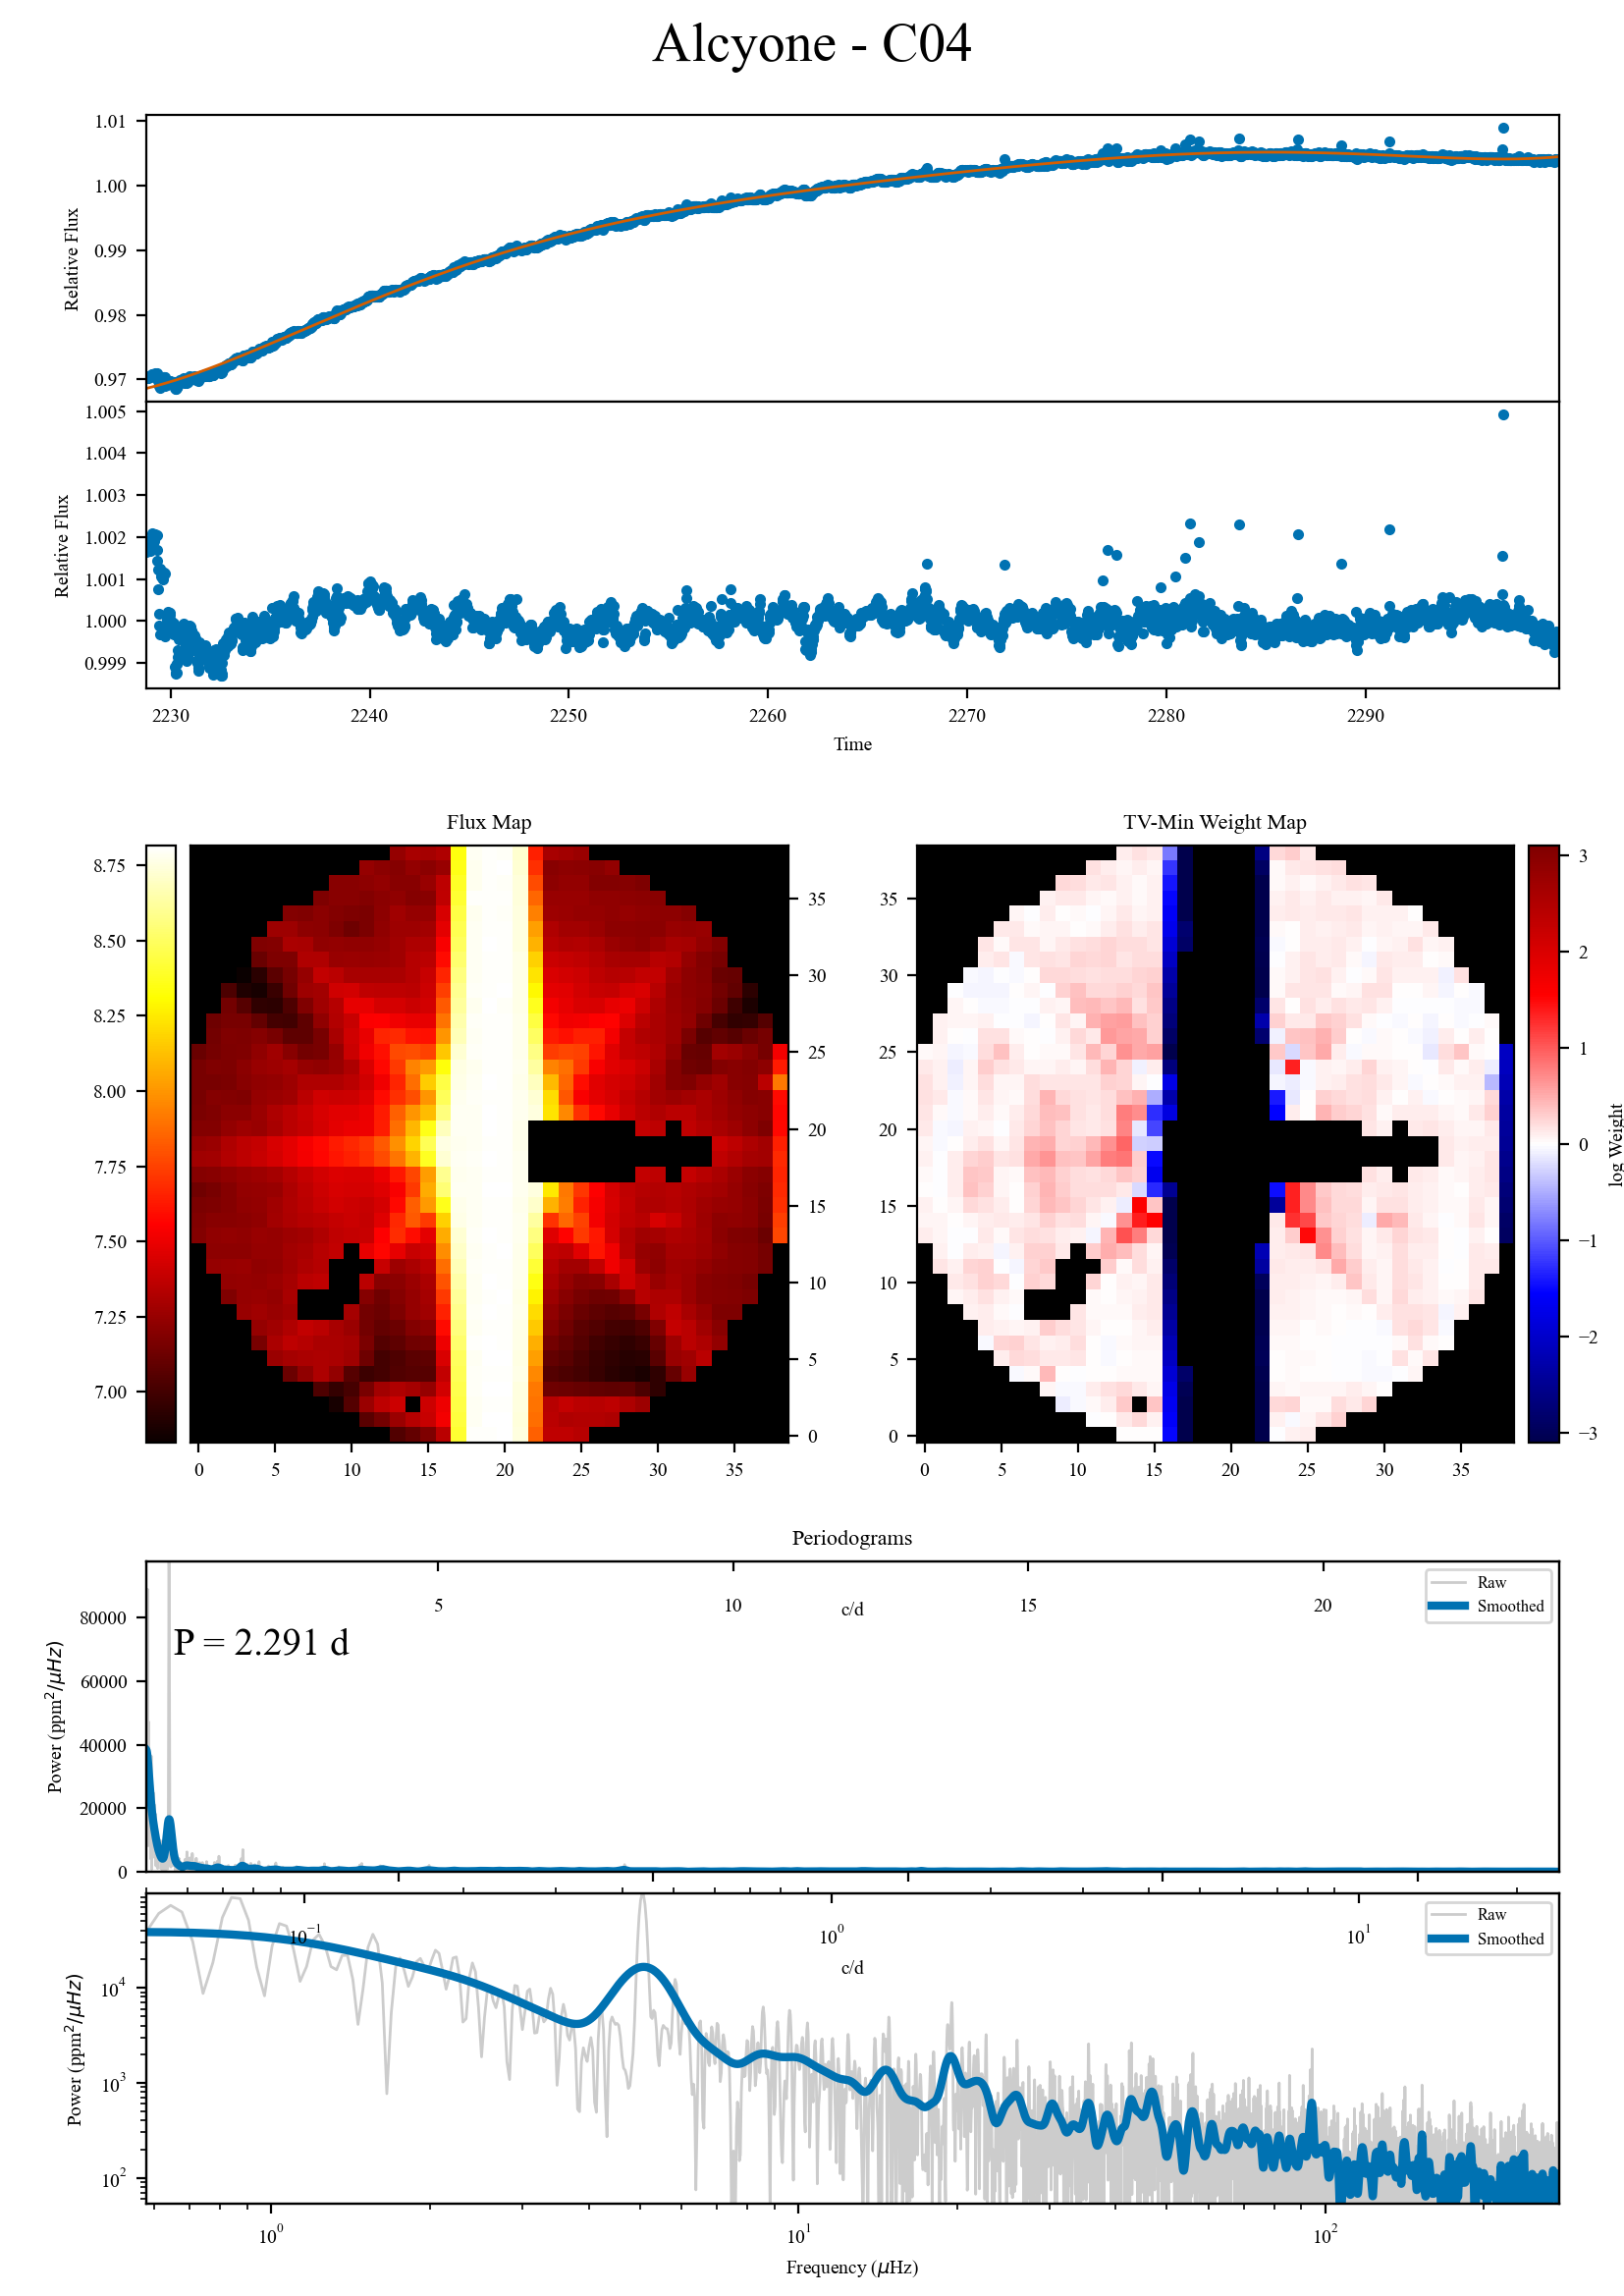 Alcyone - C04
1.01
1.00
0.99
0.98
0.97
Relative Flux
1.005
1.004
1.003
1.002
1.001
1.000
0.999
Relative Flux
2230 2240 2250 2260 2270 2280 2290
Time
Flux Map
8.75
8.50
8.25
8.00
7.75
7.50
7.25
7.00
35
30
25
20
15
10
5
0
0 5 10 15 20 25 30 35
TV-Min Weight Map
35
30
25
20
15
10
5
0
0 5 10 15 20 25 30 35
3
2
1
0
−1
−2
−3
log Weight
Periodograms
5 10 15 20
c/d
Raw
Smoothed
P = 2.291 d
80000
60000
40000
20000
0
Power (ppm²/μHz)
10⁻¹ 10⁰ 10¹
c/d
Raw
Smoothed
10⁴
10³
10²
Power (ppm²/μHz)
10⁰ 10¹ 10²
Frequency (μHz)